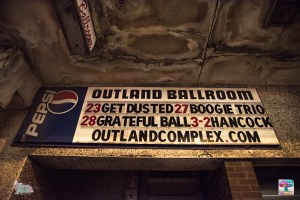 PEPSI
OUTLAND BALLROOM
23 GET DUSTED 27 BOOGIE TRIO
28 GRATEFUL BALL 3-2 HANCOCK
OUTLANDCOMPLEX.COM